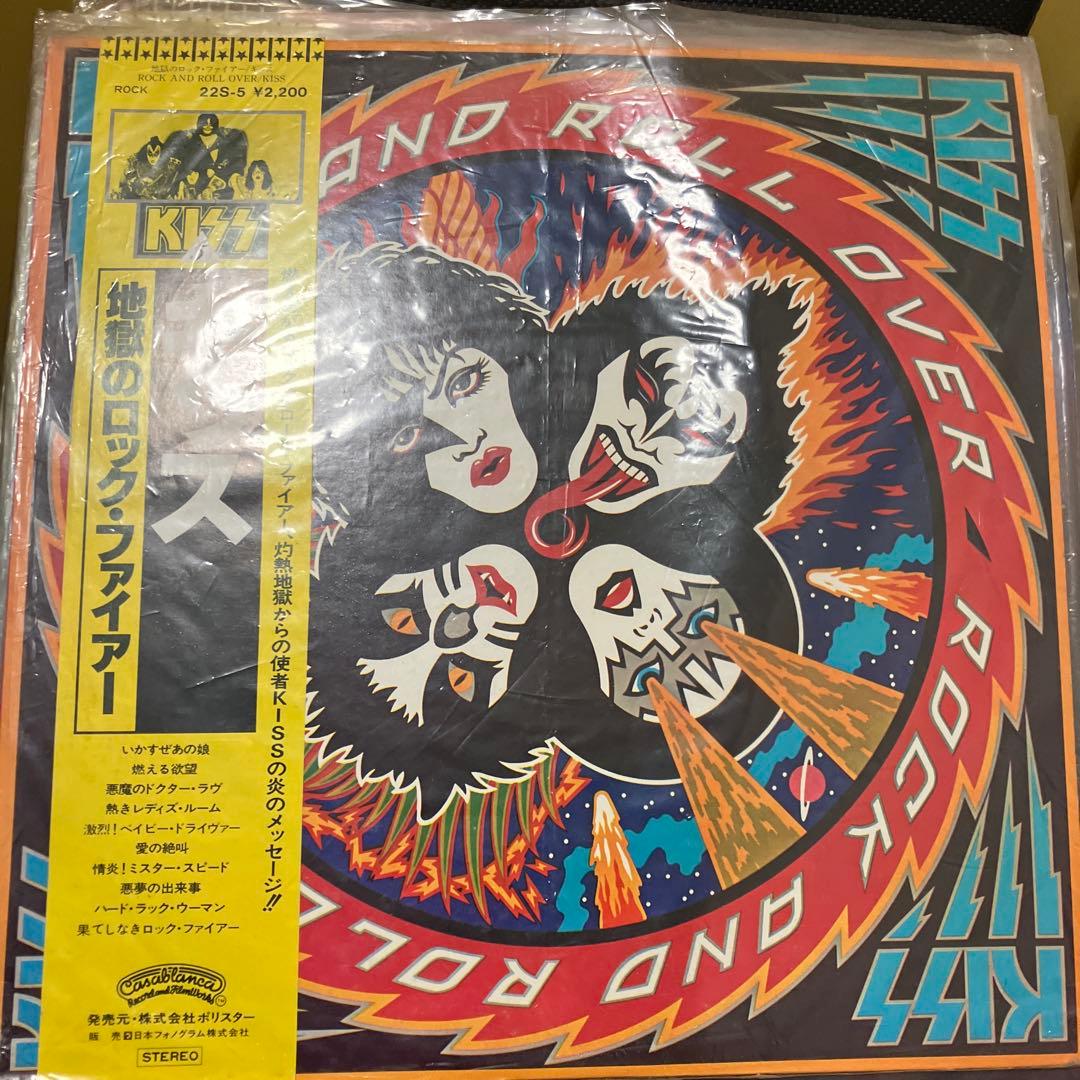 地獄のロック・ファイアー/キス
ROCK AND ROLL OVER/KISS
ROCK
22S-5 ¥2,200
KISS
キス
地獄のロック・ファイアー
ファイアー、灼熱地獄からの使者KISSの炎のメッセージ!!
いかすぜあの娘
燃える欲望
悪魔のドクター・ラヴ
熱きレディズ・ルーム
激烈!ベイビー・ドライヴァー
愛の絶叫
情炎!ミスター・スピード
悪夢の出来事
ハード・ラック・ウーマン
果てしなきロック・ファイアー
Casablanca
Record and FilmWorks TM
発売元・株式会社ポリスター
販売 日本フォノグラム株式会社
STEREO
AND ROLL OVER · ROCK AND ROLL
KISS
KISS